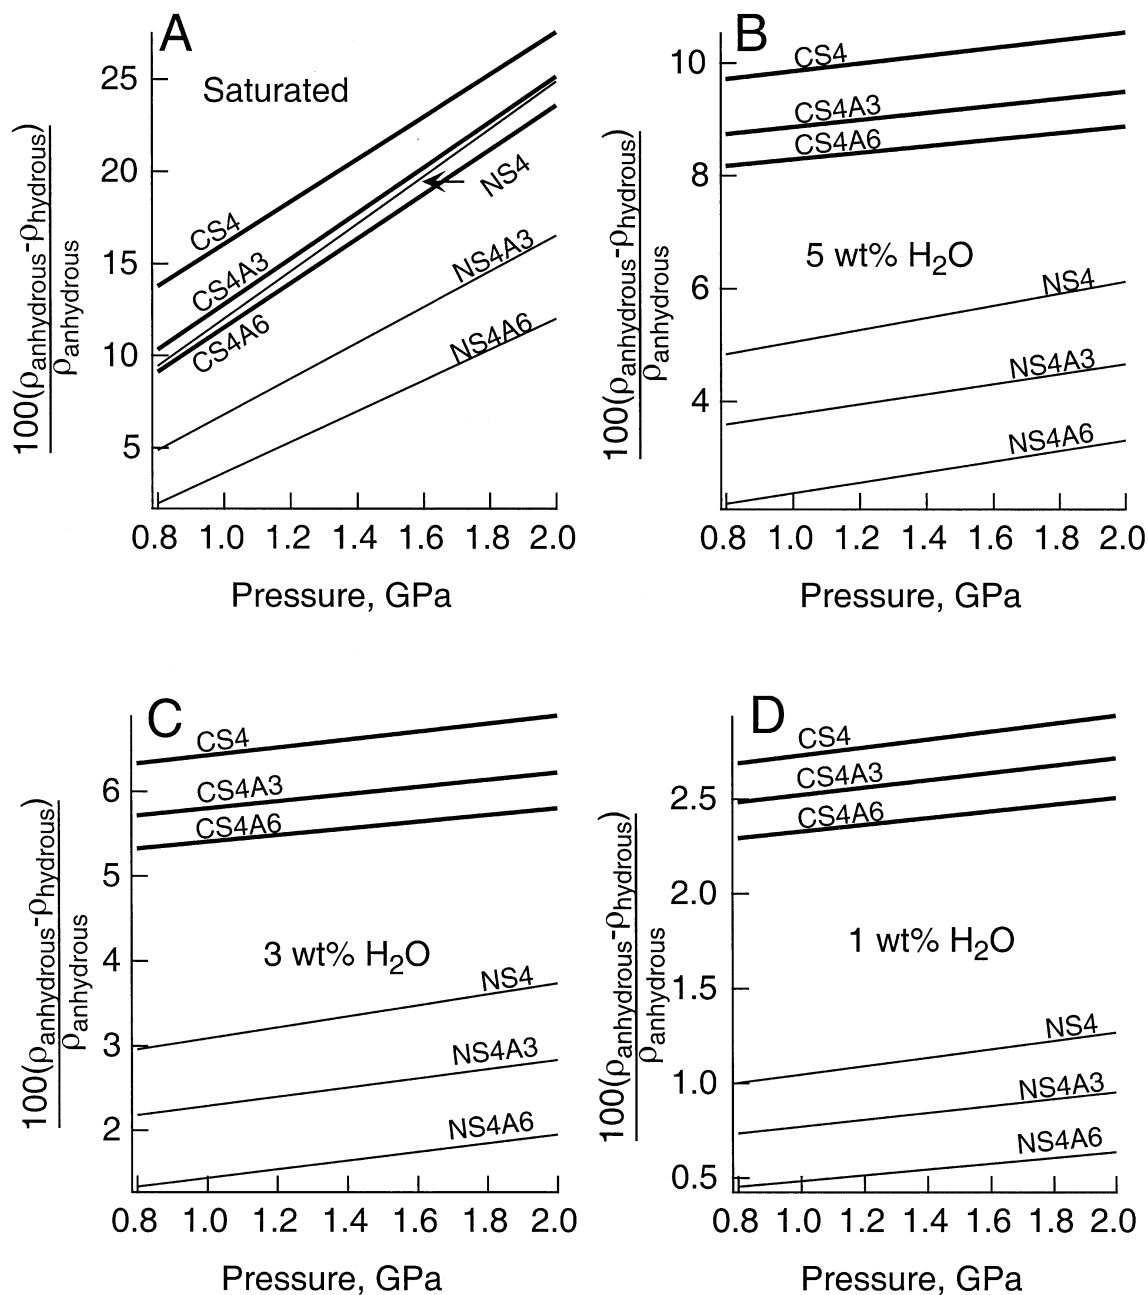 A
Saturated
25
20
15
10
5
CS4
CS4A3
CS4A6
NS4
NS4A3
NS4A6
100(ρanhydrous-ρhydrous)
ρanhydrous
0.8 1.0 1.2 1.4 1.6 1.8 2.0
Pressure, GPa
B
10
8
6
4
CS4
CS4A3
CS4A6
5 wt% H₂O
NS4
NS4A3
NS4A6
100(ρanhydrous-ρhydrous)
ρanhydrous
0.8 1.0 1.2 1.4 1.6 1.8 2.0
Pressure, GPa
C
6
5
4
3
2
CS4
CS4A3
CS4A6
3 wt% H₂O
NS4
NS4A3
NS4A6
100(ρanhydrous-ρhydrous)
ρanhydrous
0.8 1.0 1.2 1.4 1.6 1.8 2.0
Pressure, GPa
D
2.5
2.0
1.5
1.0
0.5
CS4
CS4A3
CS4A6
1 wt% H₂O
NS4
NS4A3
NS4A6
100(ρanhydrous-ρhydrous)
ρanhydrous
0.8 1.0 1.2 1.4 1.6 1.8 2.0
Pressure, GPa